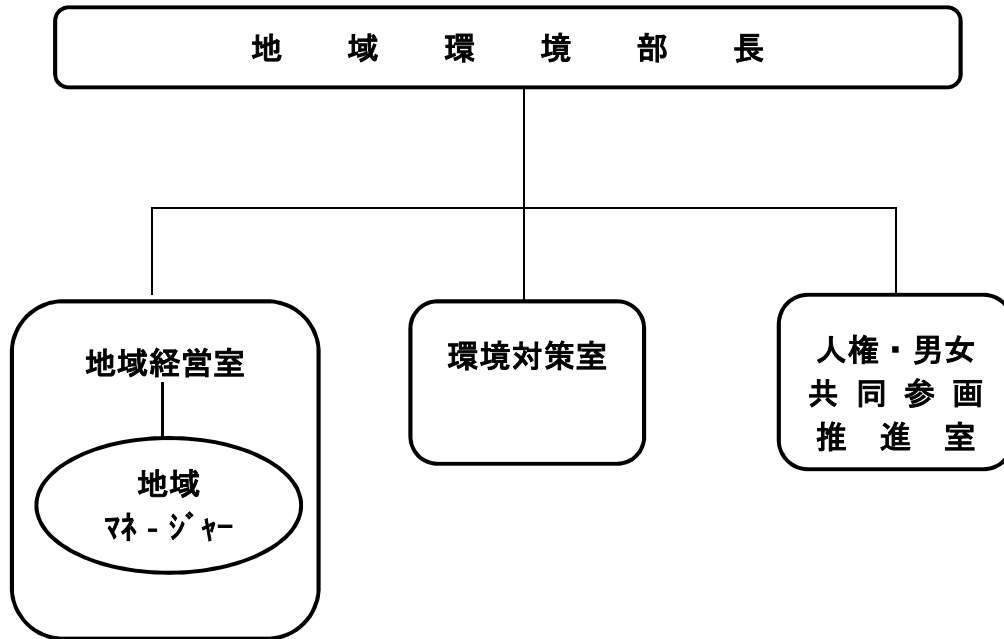 地域環境部長
地域経営室
環境対策室
人権・男女
共同参画
推進室
地域
ﾏﾈ-ｼﾞｬｰ